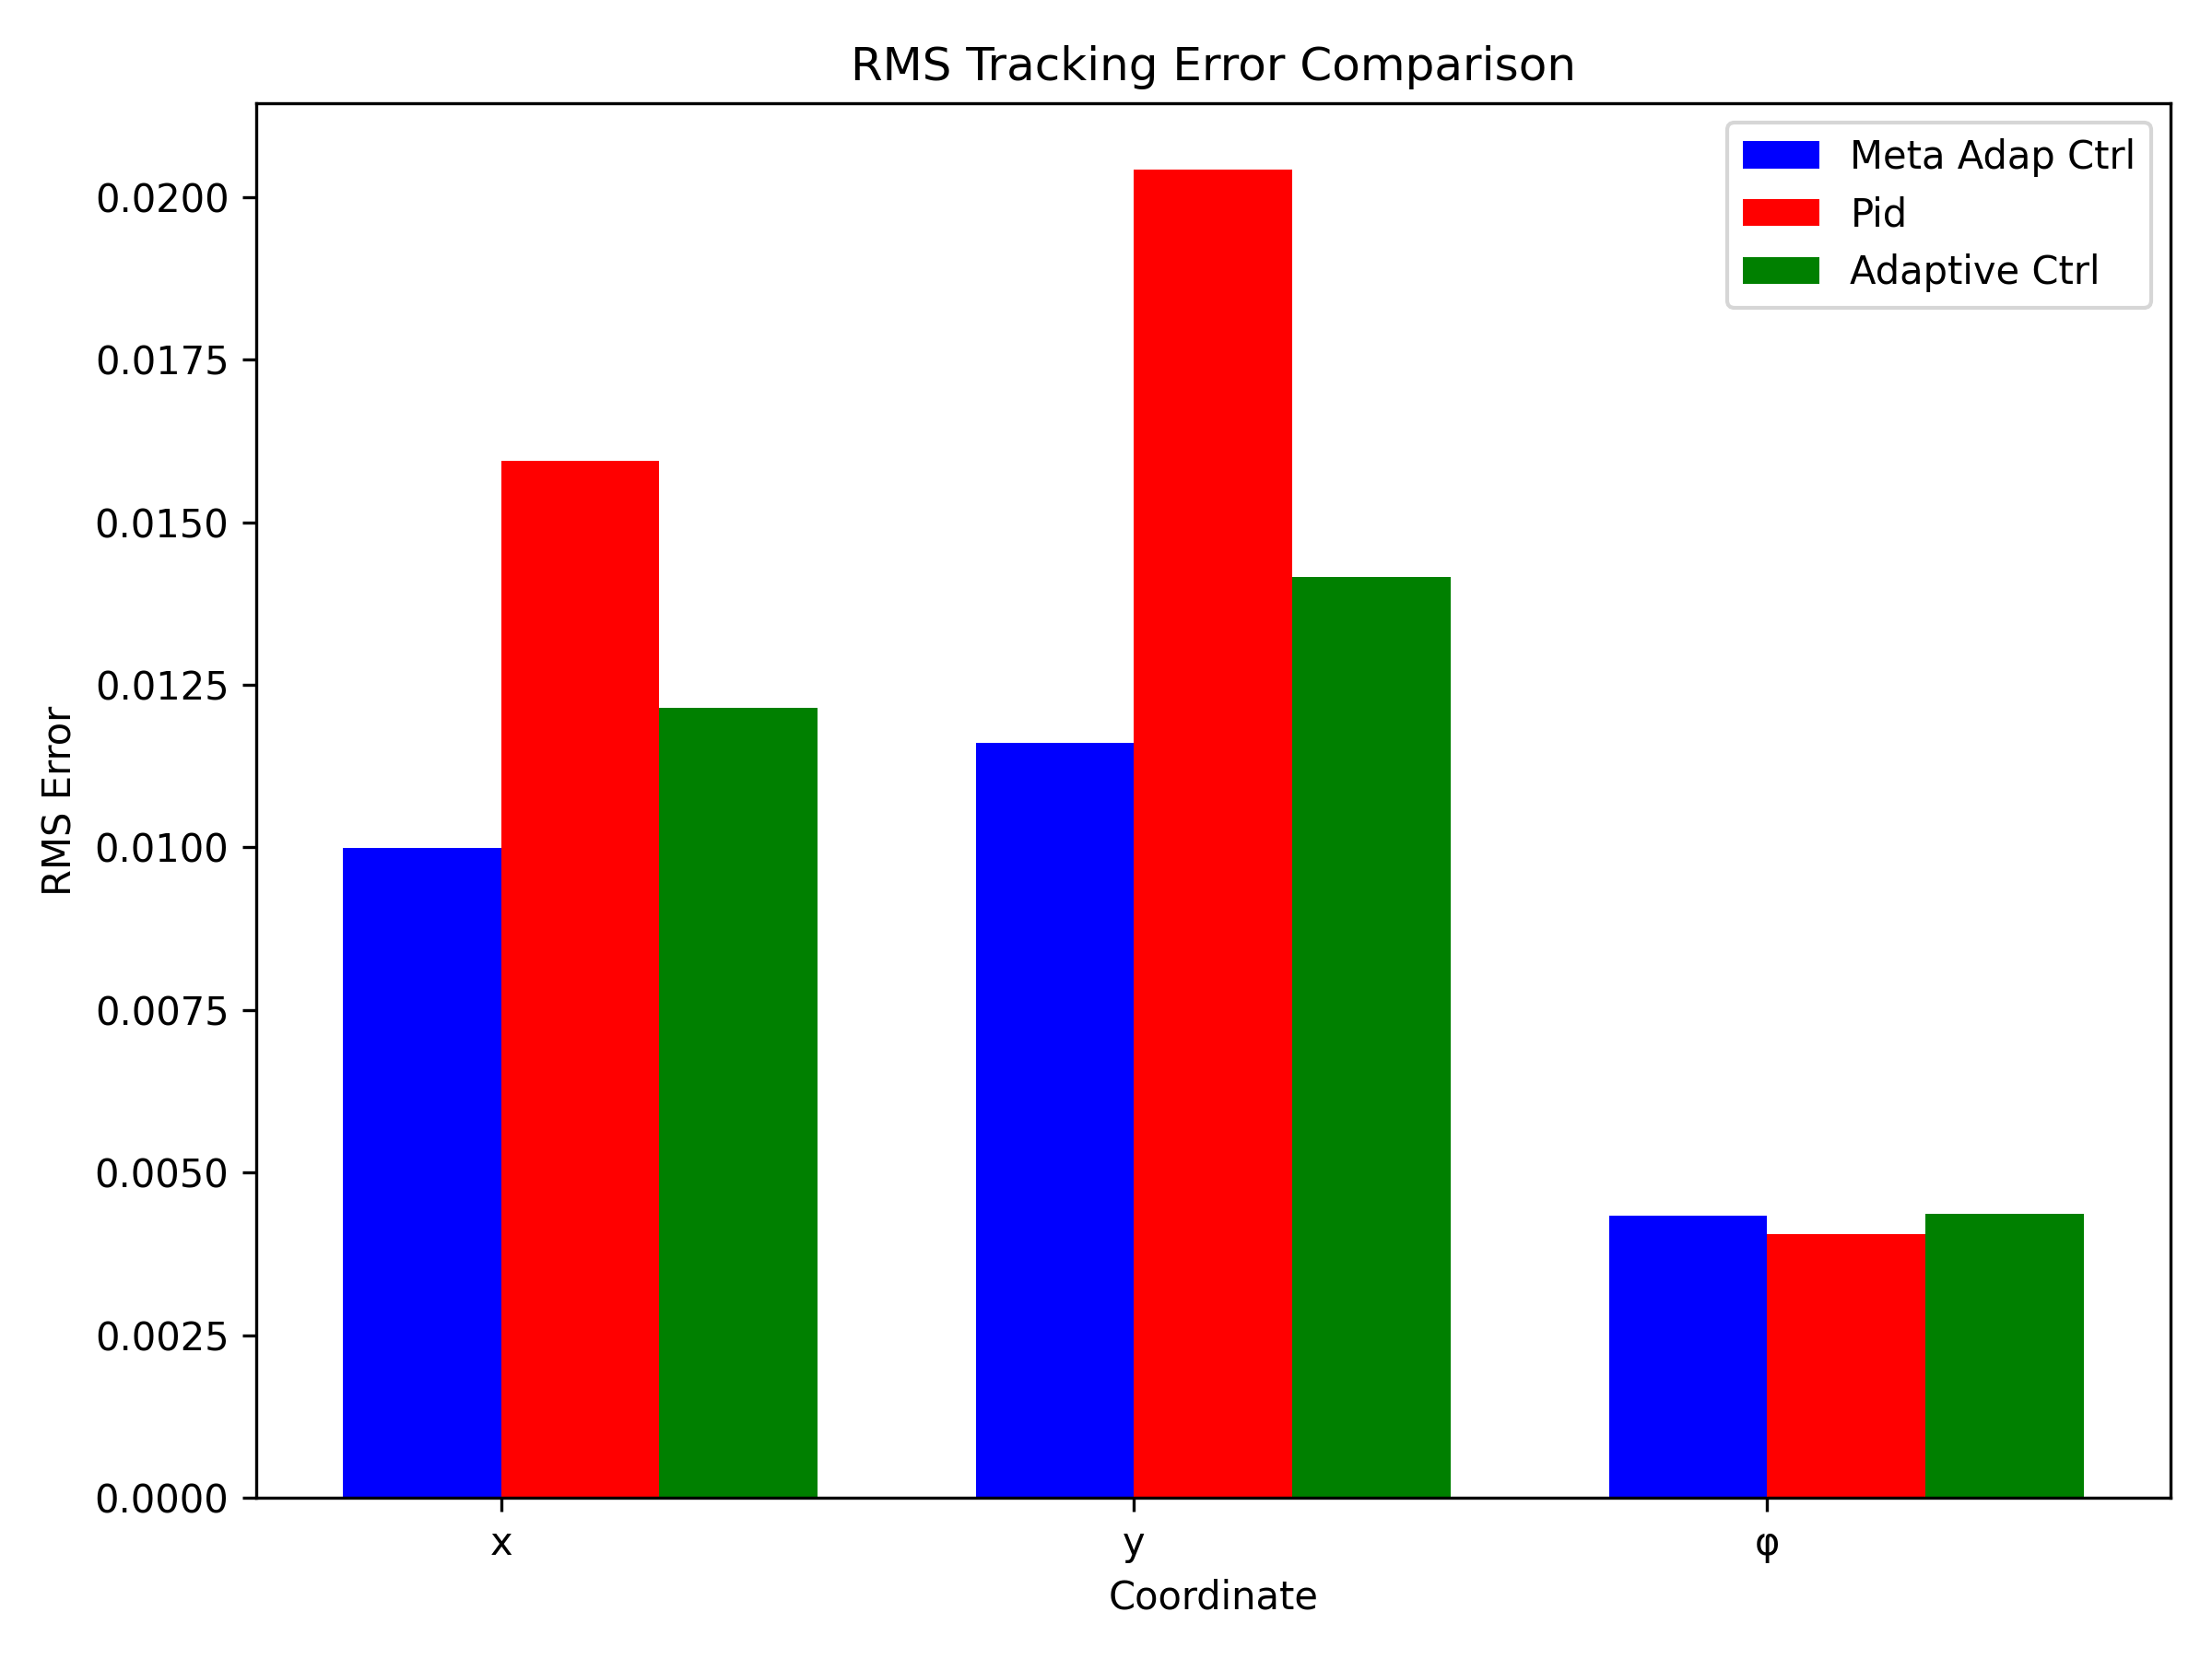 RMS Tracking Error Comparison
Meta Adap Ctrl
Pid
Adaptive Ctrl
RMS Error
0.0200
0.0175
0.0150
0.0125
0.0100
0.0075
0.0050
0.0025
0.0000
x y φ
Coordinate